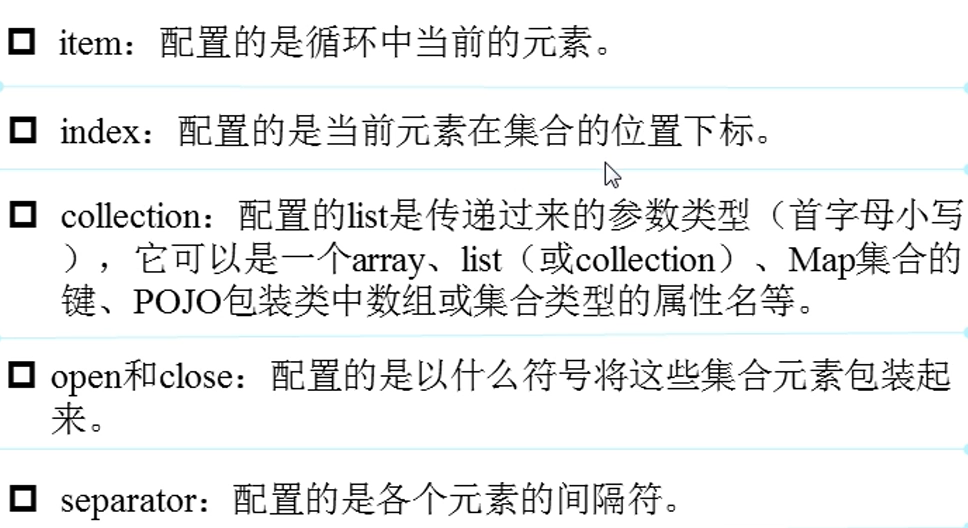 item：配置的是循环中当前的元素。
index：配置的是当前元素在集合的位置下标。
collection：配置的list是传递过来的参数类型（首字母小写
），它可以是一个array、list（或collection）、Map集合的
键、POJO包装类中数组或集合类型的属性名等。
open和close：配置的是以什么符号将这些集合元素包装起
来。
separator：配置的是各个元素的间隔符。